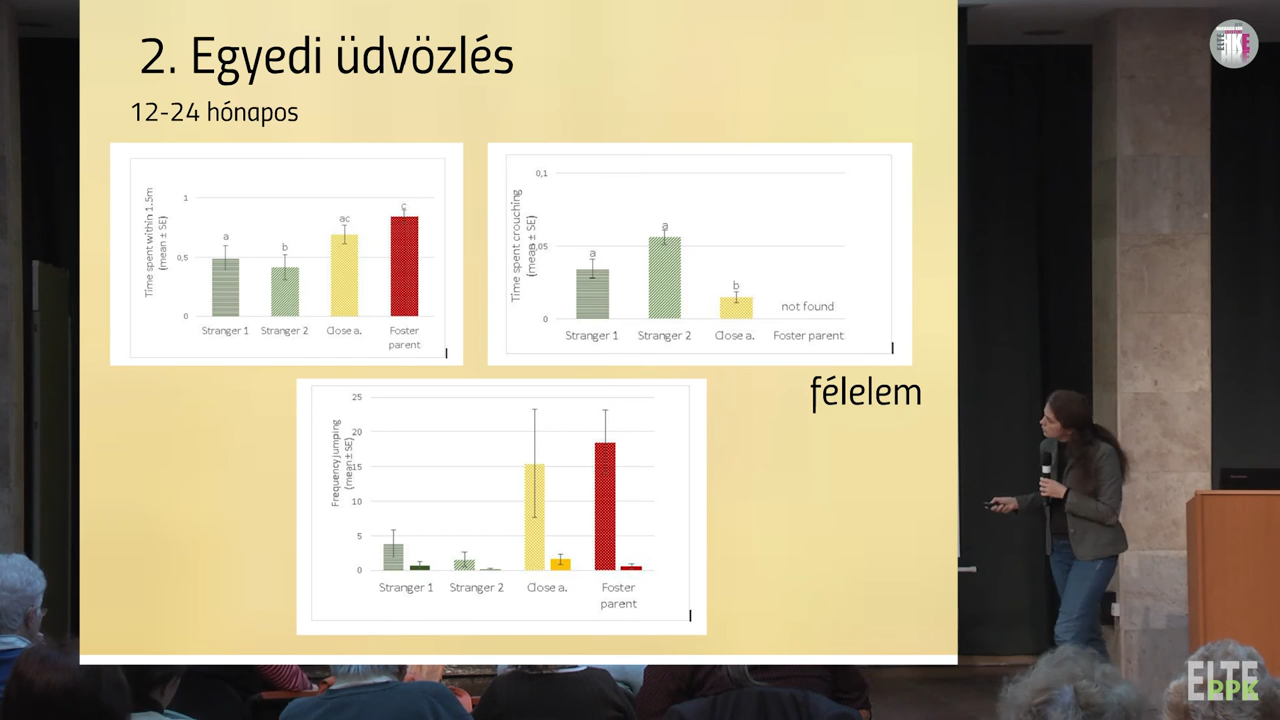 2. Egyedi üdvözlés
12-24 hónapos
Time spent within 1.5m
(mean ± SE)
1
0,5
0
a
b
ac
c
Stranger 1
Stranger 2
Close a.
Foster
parent
Time spent crouching
(mean ± SE)
0,1
0,05
0
a
a
b
not found
Stranger 1
Stranger 2
Close a.
Foster parent
félelem
Frequency jumping
(mean ± SE)
25
20
15
10
5
0
Stranger 1
Stranger 2
Close a.
Foster
parent
ELTE
PPK